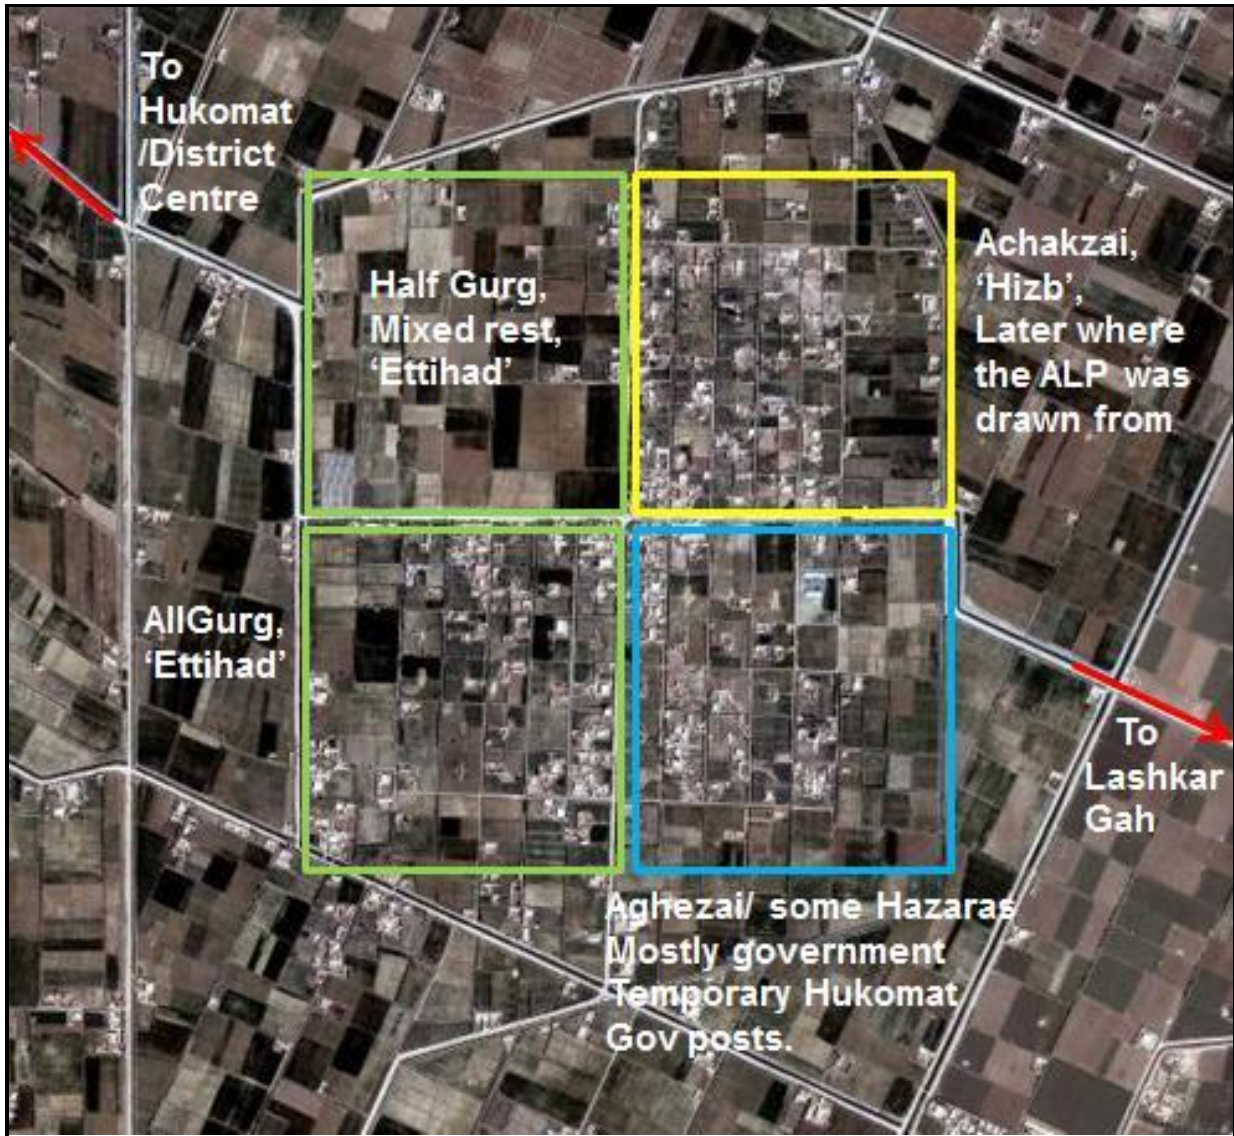 To
Hukomat
/District
Centre
Half Gurg,
Mixed rest,
‘Ettihad’
Achakzai,
‘Hizb’,
Later where
the ALP was
drawn from
AllGurg,
‘Ettihad’
To
Lashkar
Gah
Aghezai/ some Hazaras
Mostly government
Temporary Hukomat
Gov posts.